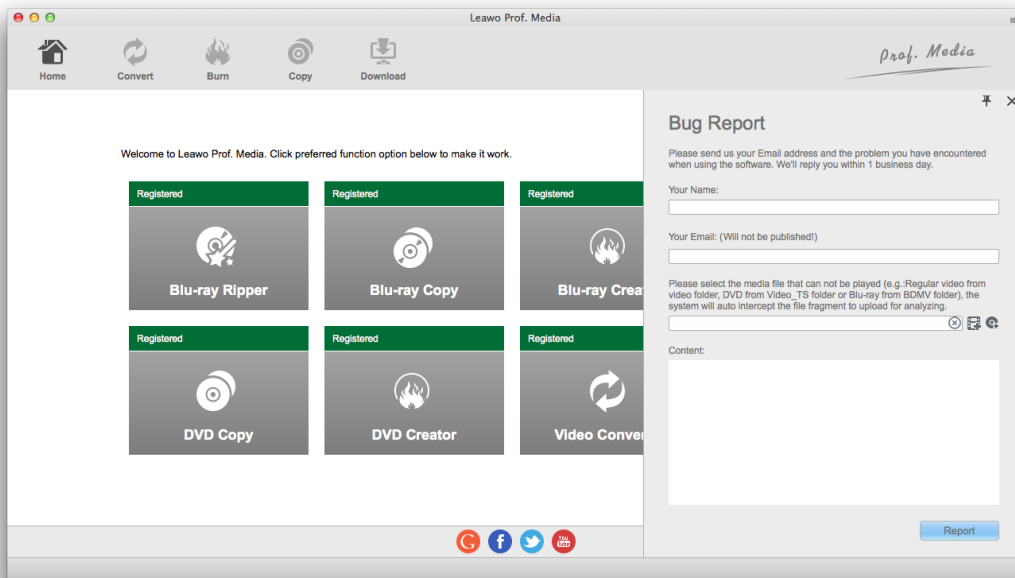 Leawo Prof. Media
Home
Convert
Burn
Copy
Download
Prof. Media
Welcome to Leawo Prof. Media. Click preferred function option below to make it work.
Registered
Blu-ray Ripper
Registered
Blu-ray Copy
Registered
Blu-ray Crea
Registered
DVD Copy
Registered
DVD Creator
Registered
Video Conver
G
f
You
Tube
Bug Report
Please send us your Email address and the problem you have encountered
when using the software. We'll reply you within 1 business day.
Your Name:
Your Email: (Will not be published!)
Please select the media file that can not be played (e.g.:Regular video from
video folder, DVD from Video_TS folder or Blu-ray from BDMV folder), the
system will auto intercept the file fragment to upload for analyzing.
Content:
Report